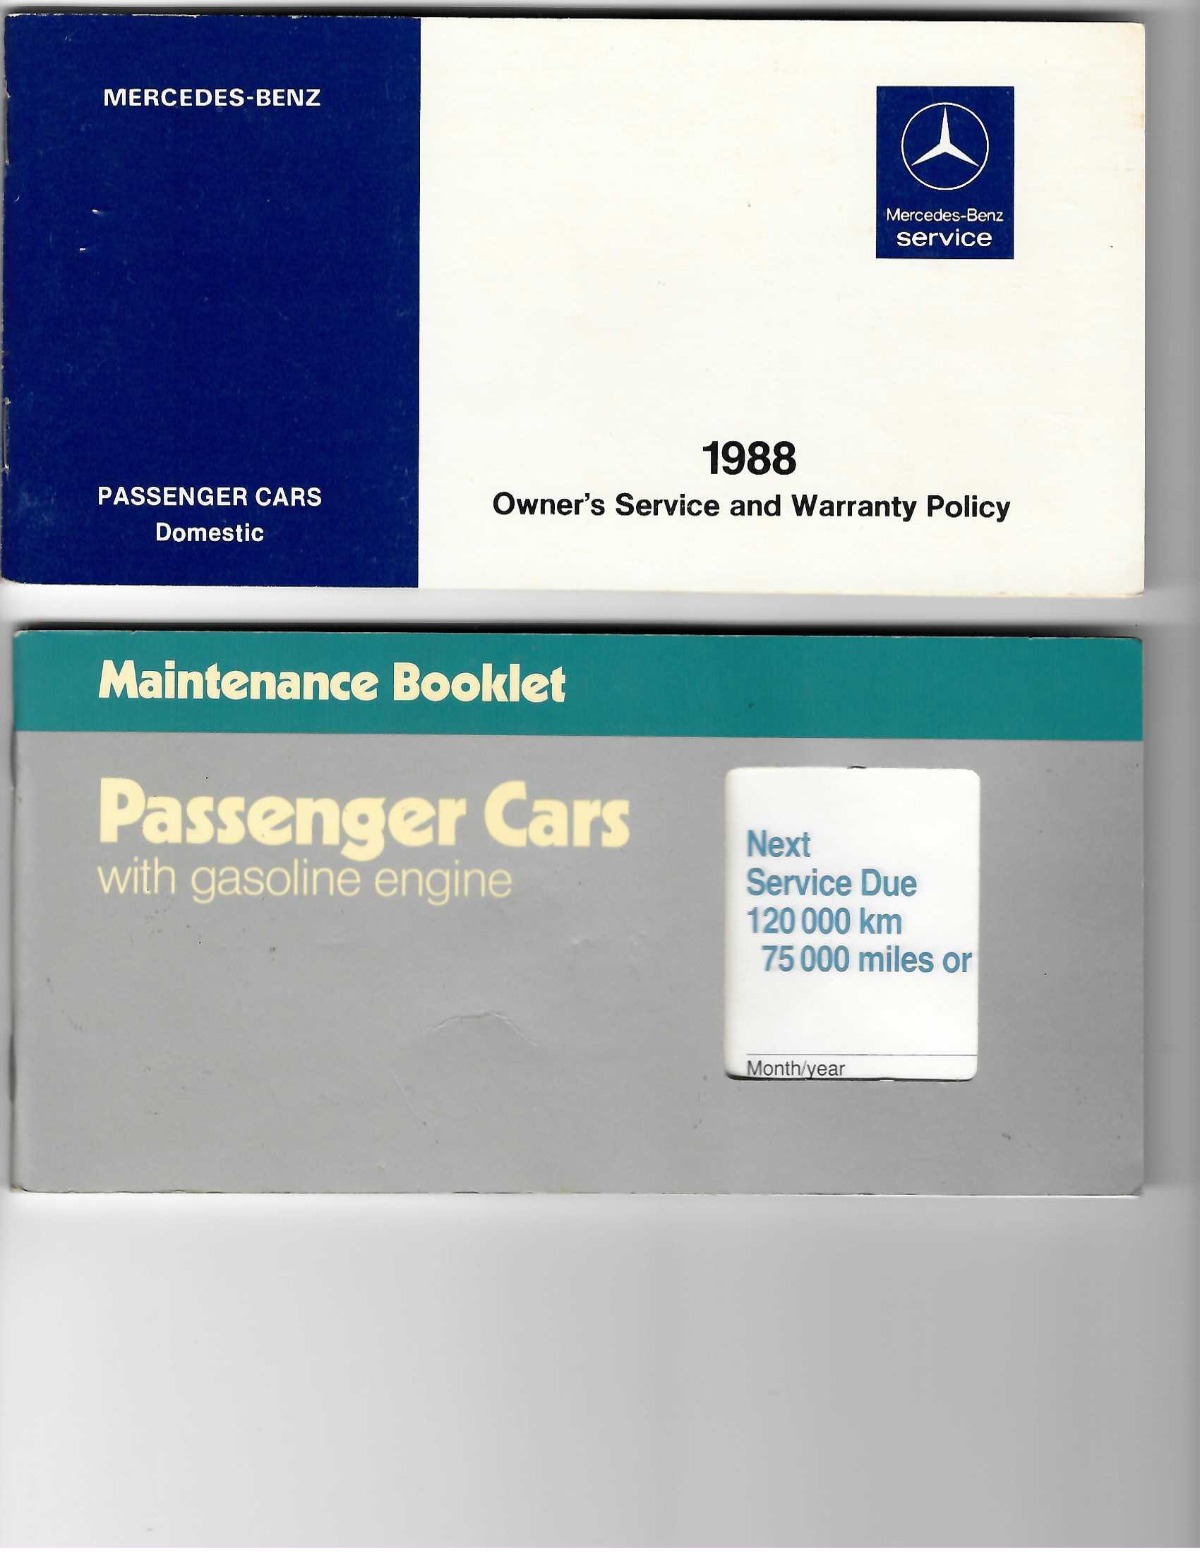 MERCEDES-BENZ
Mercedes-Benz
service
1988
Owner's Service and Warranty Policy
PASSENGER CARS
Domestic
Maintenance Booklet
Passenger Cars
with gasoline engine
Next
Service Due
120 000 km
75 000 miles or
Month/year